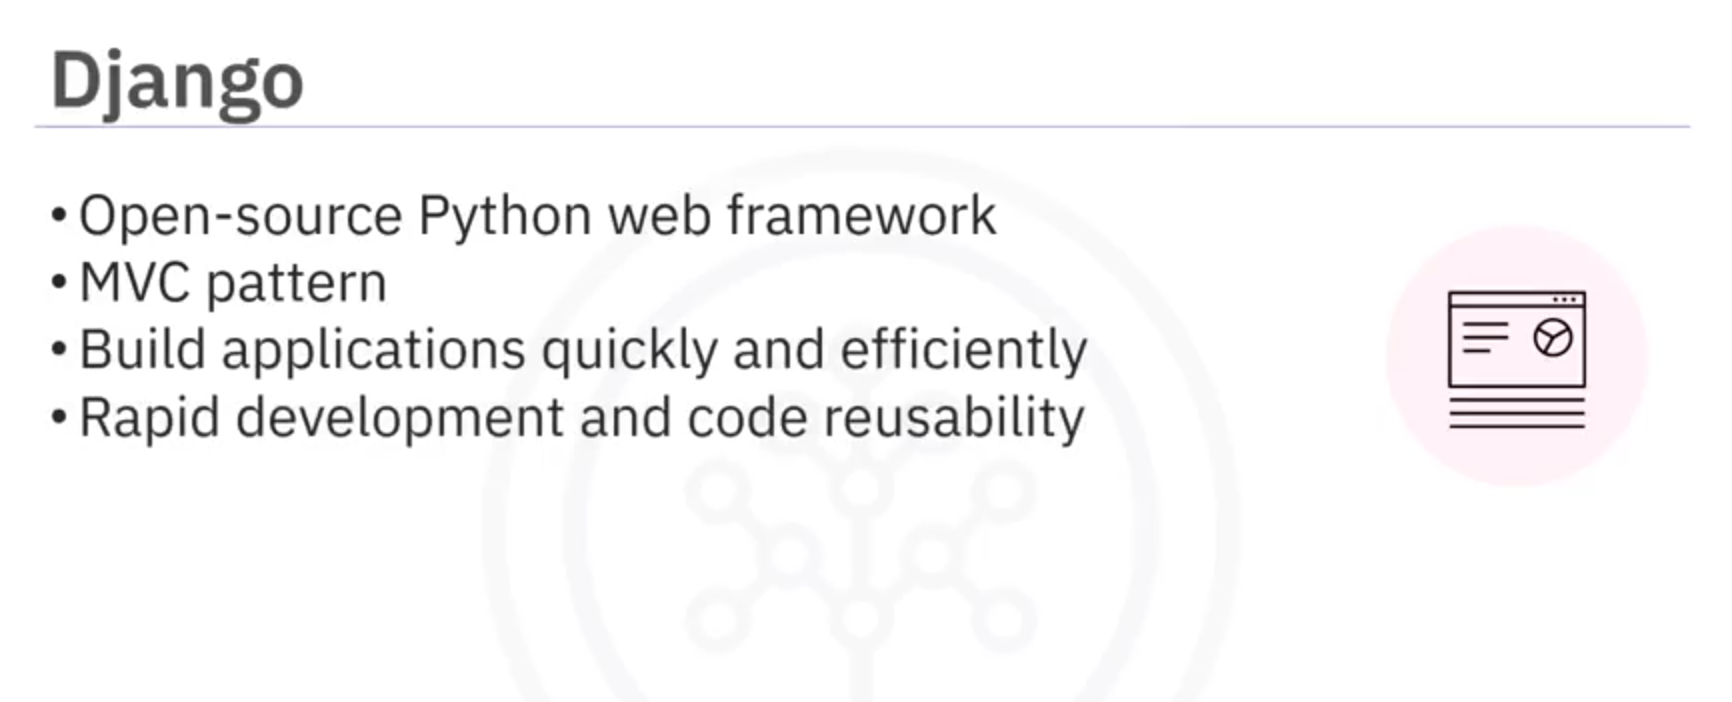 Django
• Open-source Python web framework
• MVC pattern
• Build applications quickly and efficiently
• Rapid development and code reusability